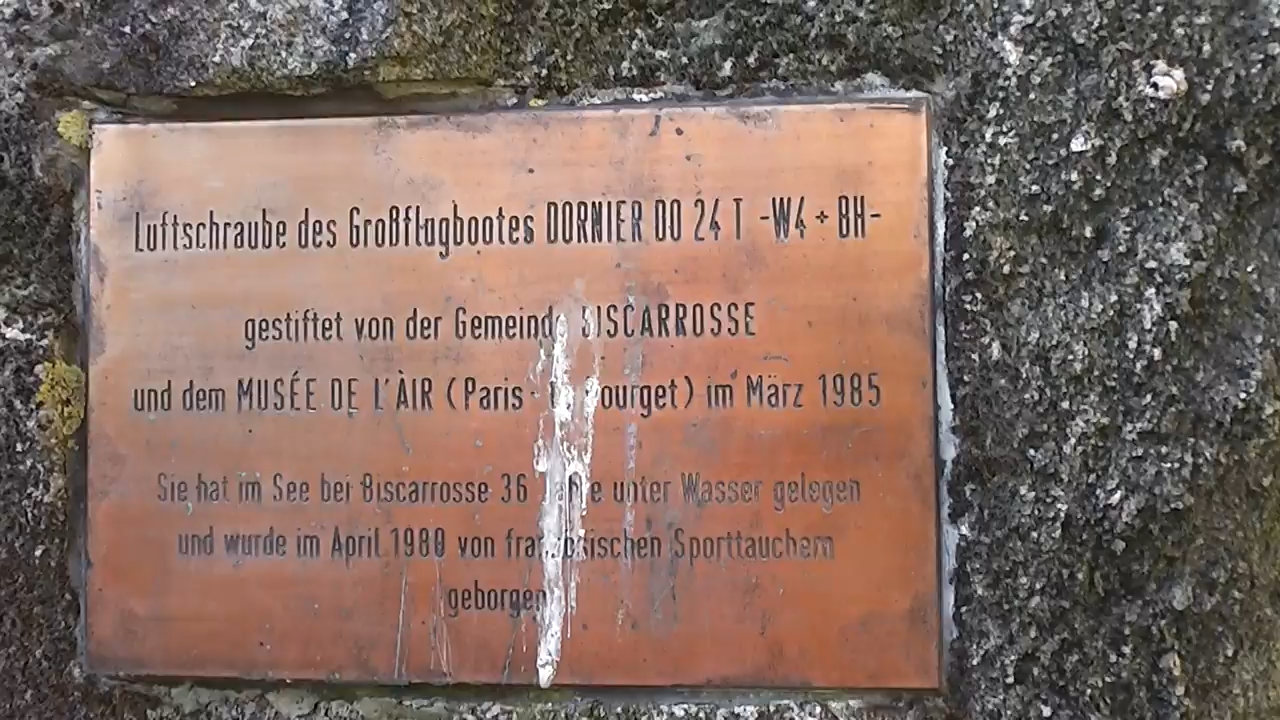 Luftschraube des Großflugbootes DORNIER DO 24 T -W4 + BH-
gestiftet von der Gemeinde BISCARROSSE
und dem MUSÉE DE L'ÀIR (Paris - ourget) im März 1985
Sie hat im See bei Biscarrosse 36 Jahre unter Wasser gelegen
und wurde im April 1980 von französischen Sporttauchern
geborgen